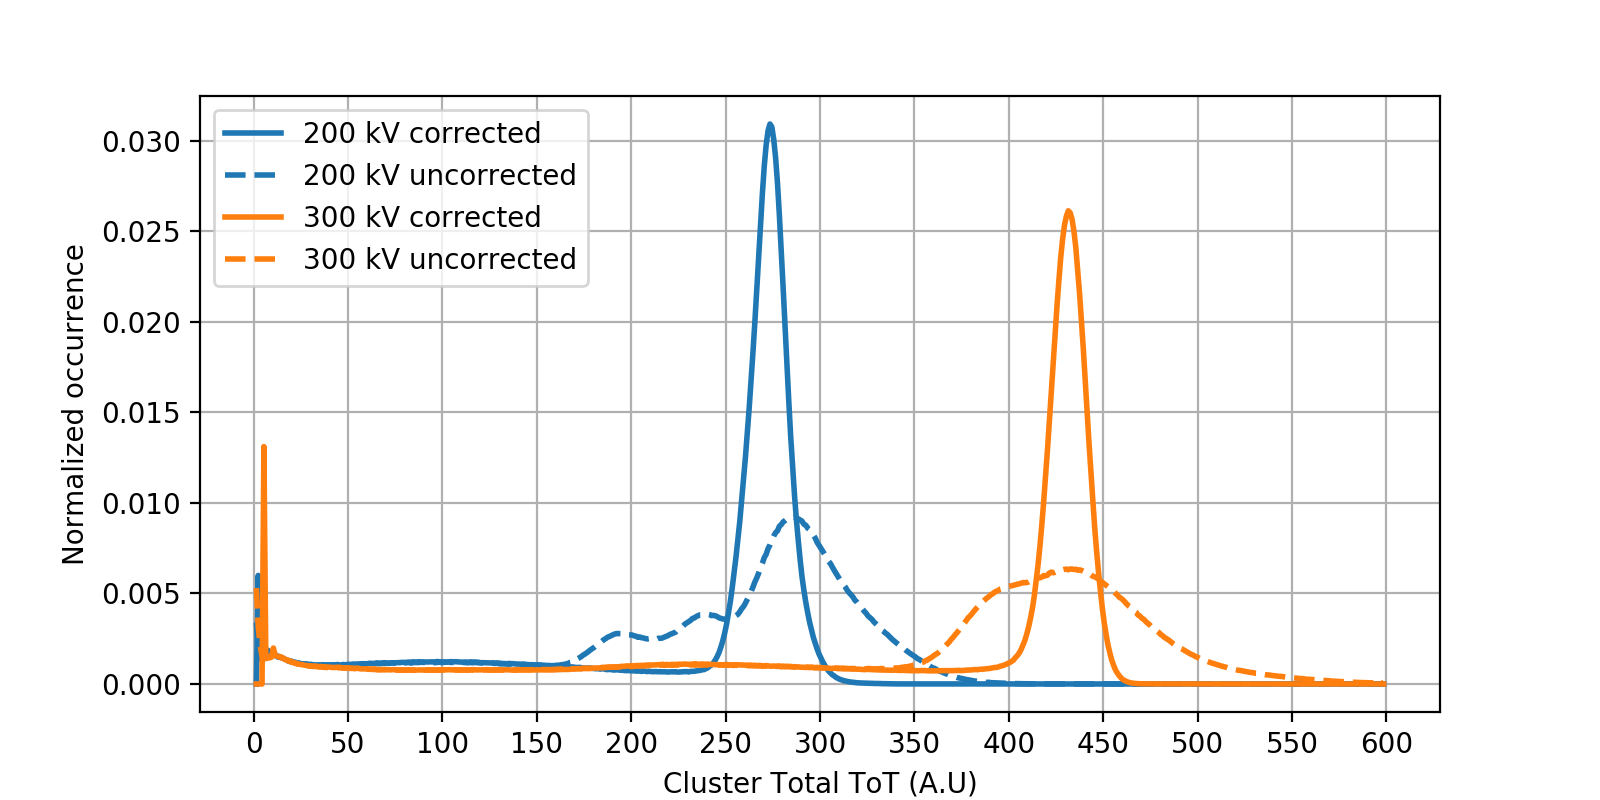 200 kV corrected
200 kV uncorrected
300 kV corrected
300 kV uncorrected
0.030
0.025
0.020
0.015
0.010
0.005
0.000
Normalized occurrence
0 50 100 150 200 250 300 350 400 450 500 550 600
Cluster Total ToT (A.U)